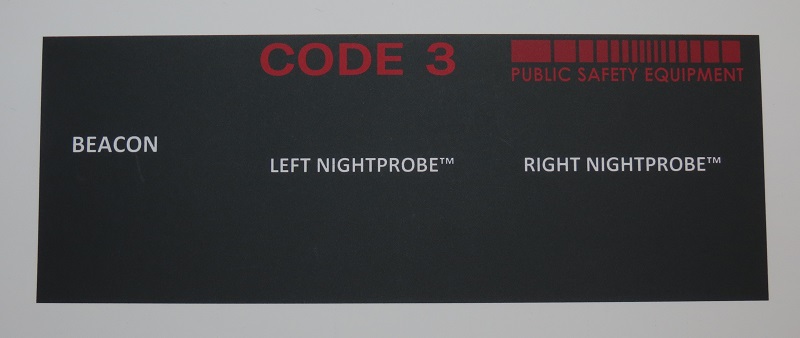 CODE 3
PUBLIC SAFETY EQUIPMENT
BEACON
LEFT NIGHTPROBE™
RIGHT NIGHTPROBE™